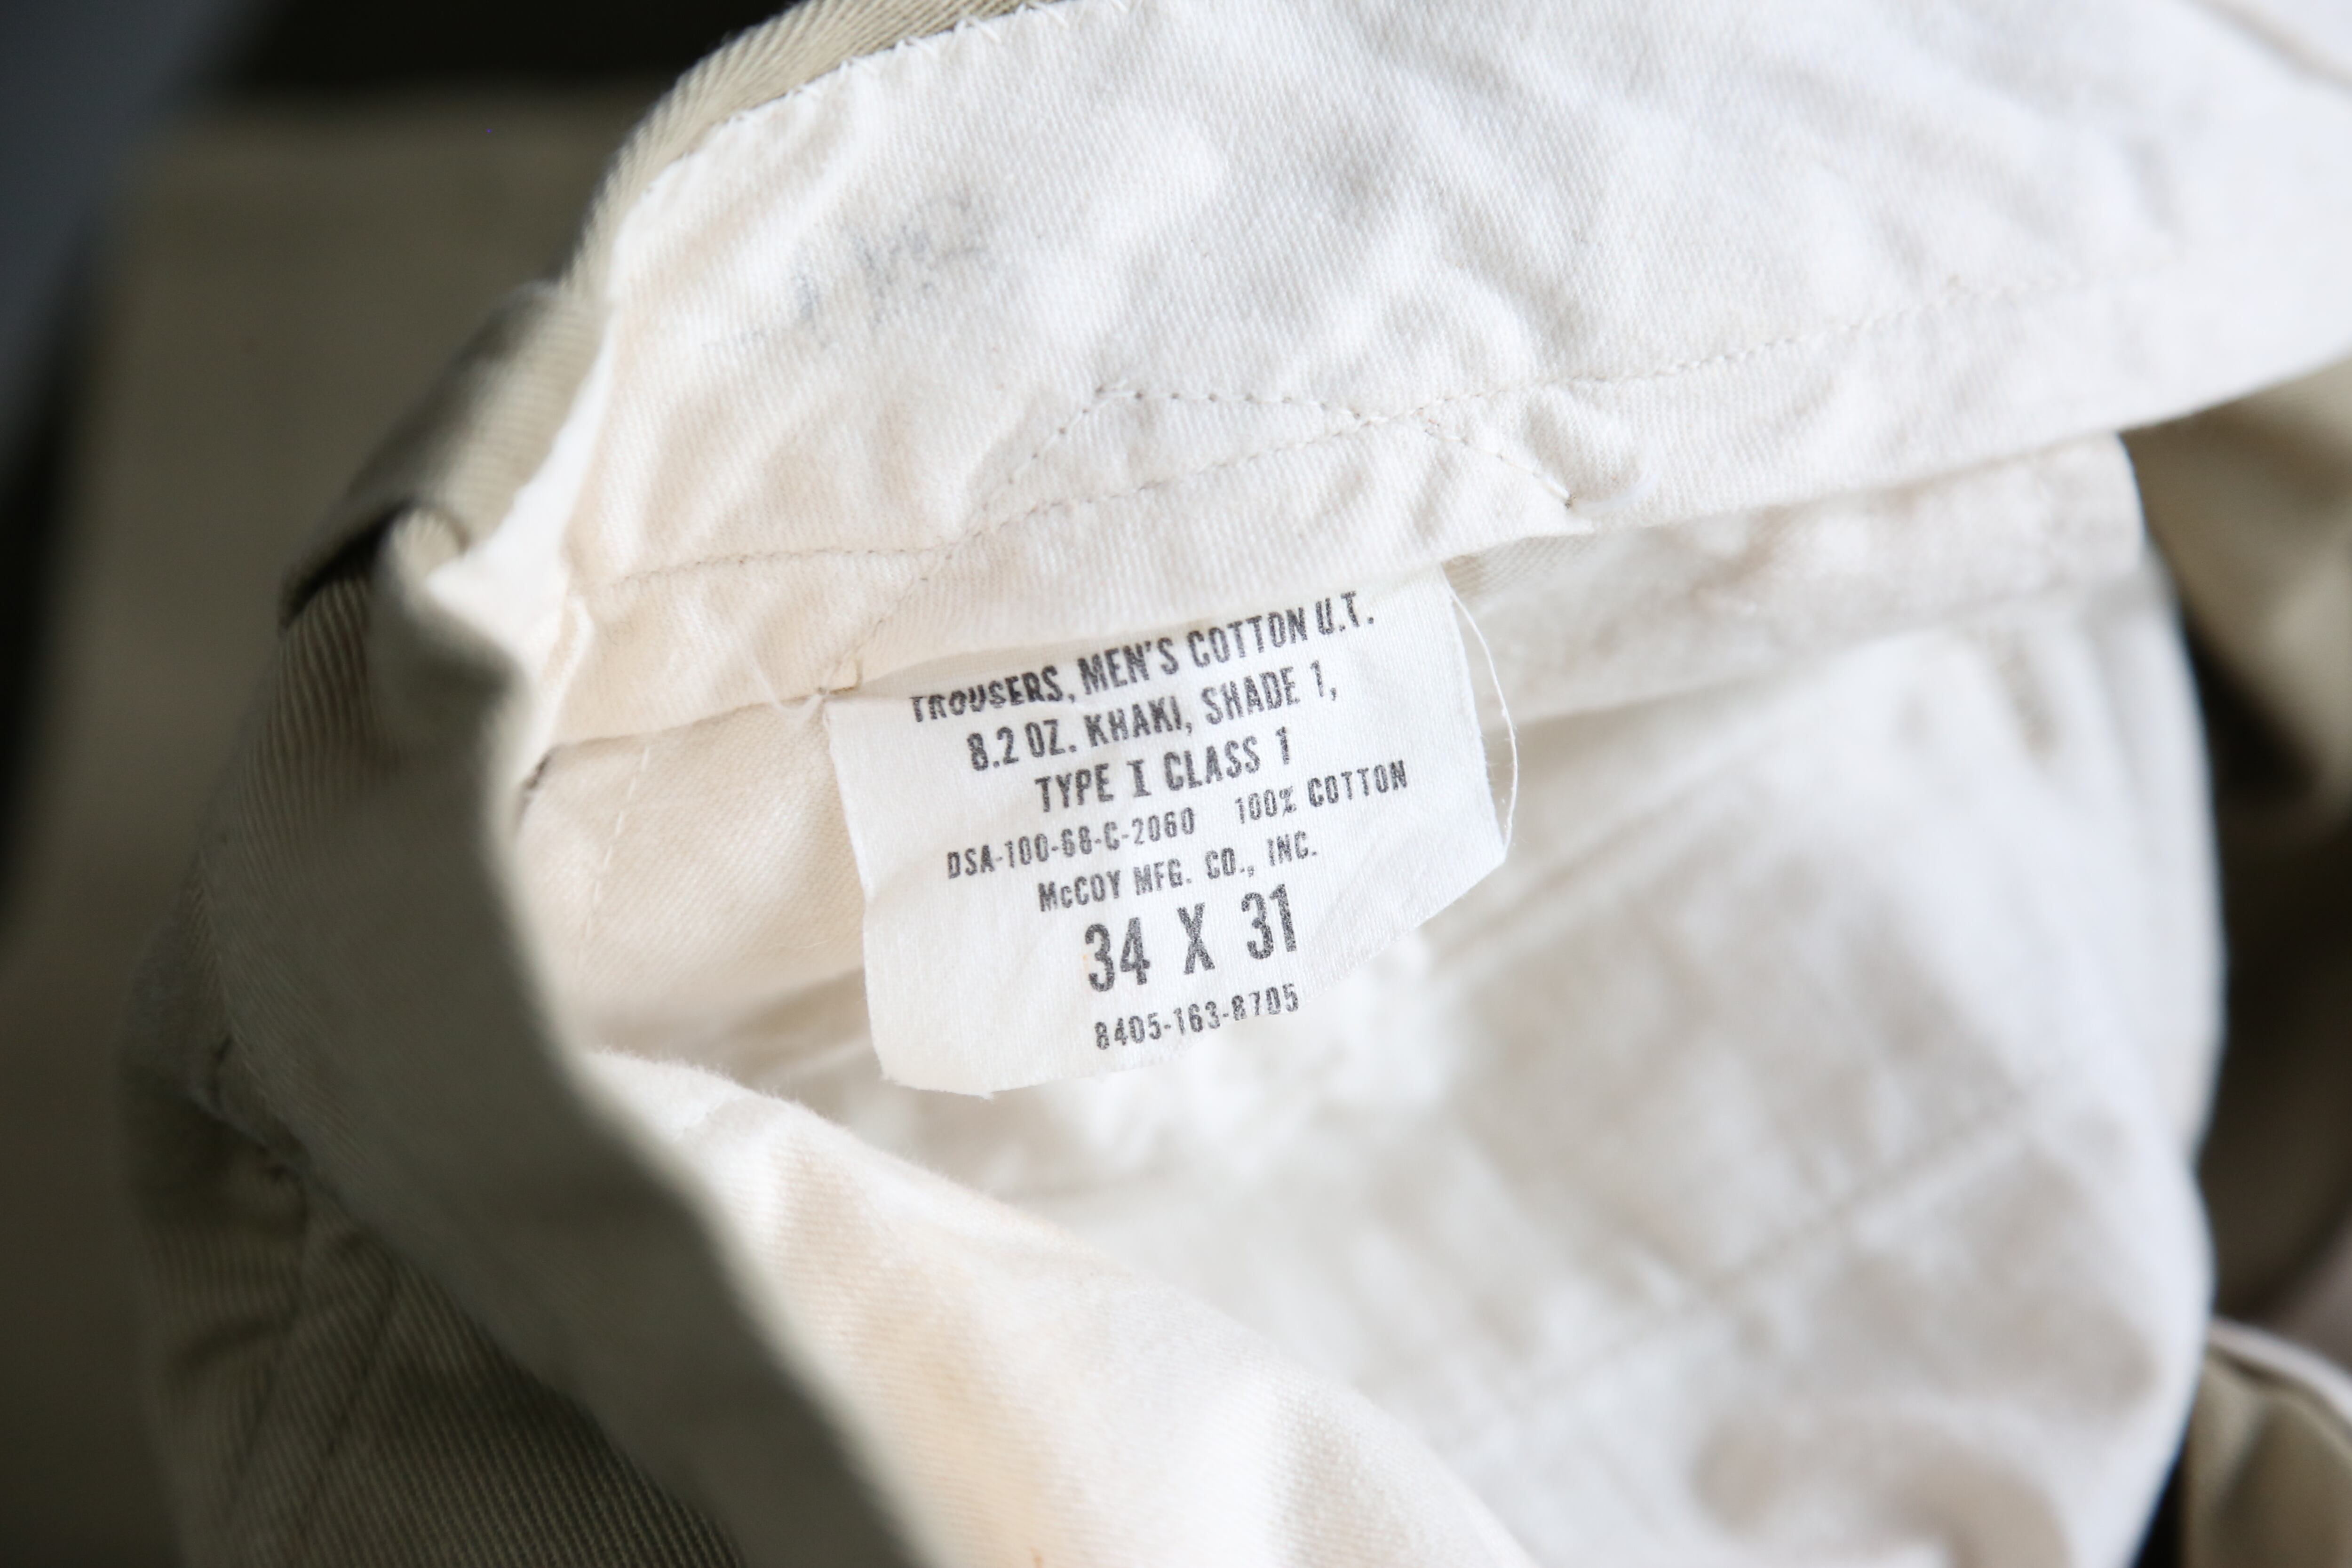 TROUSERS, MEN'S COTTON U.T.
8.2 OZ. KHAKI, SHADE 1,
TYPE I CLASS 1
DSA-100-68-C-2060 100% COTTON
McCOY MFG. CO., INC.
34 X 31
8405-163-8705